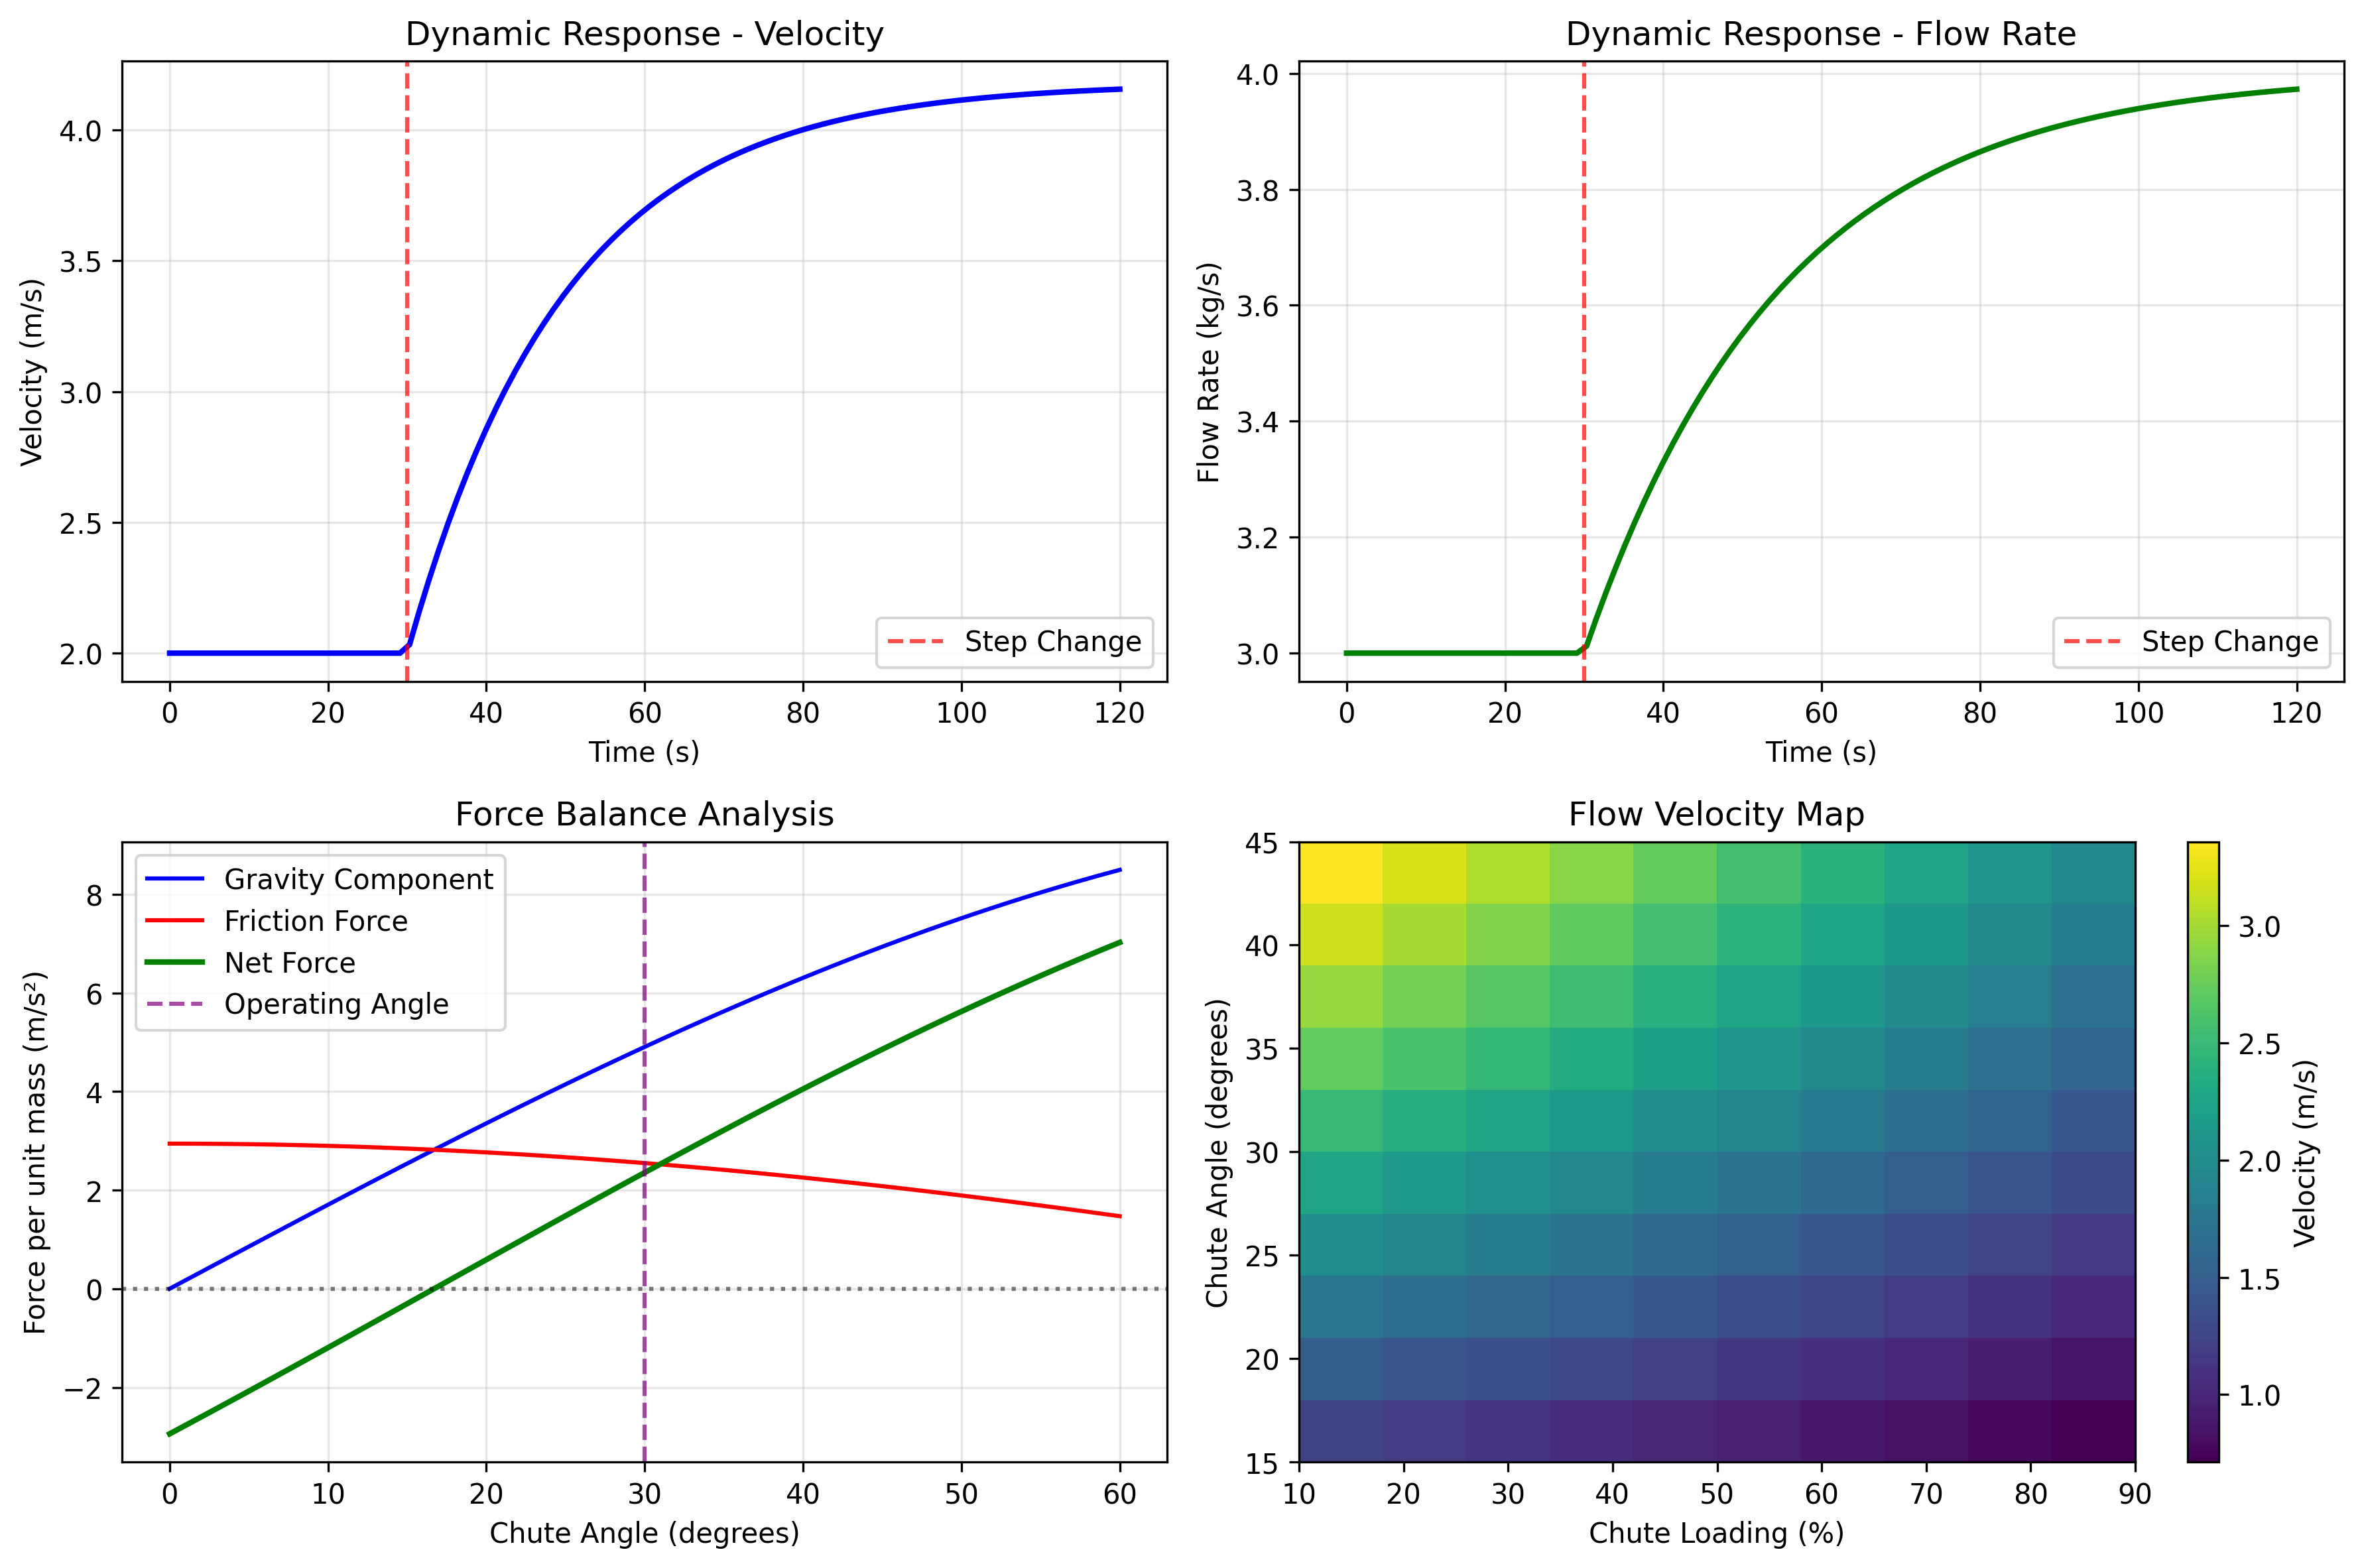 Dynamic Response - Velocity
Velocity (m/s)
4.0
3.5
3.0
2.5
2.0
Step Change
0 20 40 60 80 100 120
Time (s)
Dynamic Response - Flow Rate
Flow Rate (kg/s)
4.0
3.8
3.6
3.4
3.2
3.0
Step Change
0 20 40 60 80 100 120
Time (s)
Force Balance Analysis
Force per unit mass (m/s²)
8
6
4
2
0
−2
Gravity Component
Friction Force
Net Force
Operating Angle
0 10 20 30 40 50 60
Chute Angle (degrees)
Flow Velocity Map
Chute Angle (degrees)
45
40
35
30
25
20
15
10 20 30 40 50 60 70 80 90
Chute Loading (%)
3.0
2.5
2.0
1.5
1.0
Velocity (m/s)